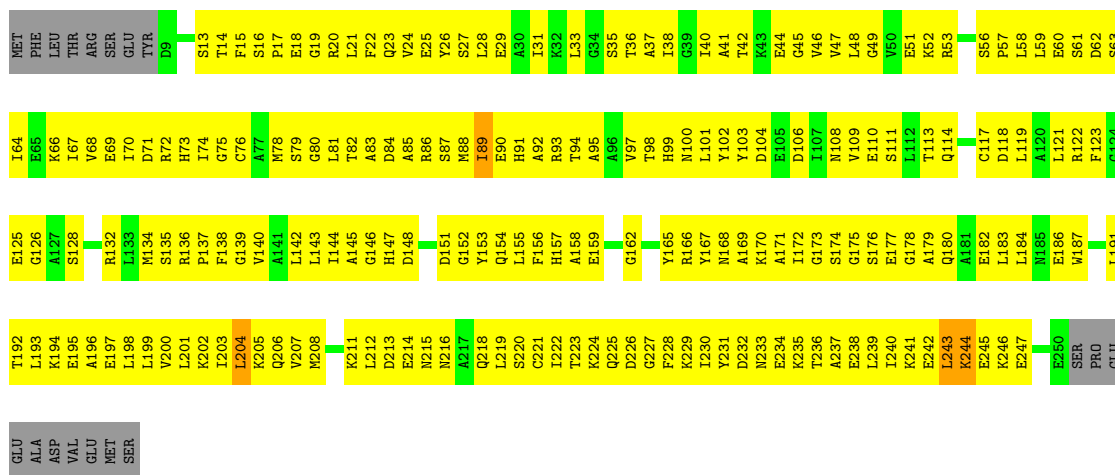 MET PHE LEU THR ARG SER GLU TYR D9 S13 T14 F15 S16 P17 E18 G19 R20 L21 F22 Q23 V24 E25 Y26 S27 L28 E29 A30 I31 K32 L33 G34 S35 T36 A37 I38 G39 I40 A41 T42 K43 E44 G45 V46 V47 L48 G49 V50 E51 K52 R53 S56 P57 L58 L59 E60 S61 D62 S63
I64 E65 K66 I67 V68 E69 I70 D71 R72 H73 I74 G75 C76 A77 M78 S79 G80 L81 T82 A83 D84 A85 R86 S87 M88 I89 E90 H91 A92 R93 T94 A95 A96 V97 T98 H99 N100 L101 Y102 Y103 D104 E105 D106 I107 N108 V109 E110 S111 L112 T113 Q114 C117 D118 L119 A120 L121 R122 F123 G124
E125 G126 A127 S128 R132 L133 M134 S135 R136 P137 F138 G139 V140 A141 L142 L143 I144 A145 G146 H147 D148 D151 G152 Y153 Q154 L155 F156 H157 A158 E159 G162 Y165 R166 Y167 N168 A169 K170 A171 I172 G173 S174 G175 S176 E177 G178 A179 Q180 A181 E182 L183 L184 N185 E186 W187 L191
T192 L193 K194 E195 A196 E197 L198 L199 V200 L201 K202 I203 L204 K205 Q206 V207 M208 K211 L212 D213 E214 N215 N216 A217 Q218 L219 S220 C221 I222 T223 K224 Q225 D226 G227 F228 K229 I230 Y231 D232 N233 E234 K235 T236 A237 E238 L239 I240 K241 E242 L243 K244 E245 K246 E247 E250 SER PRO GLU
GLU ALA ASP VAL GLU MET SER